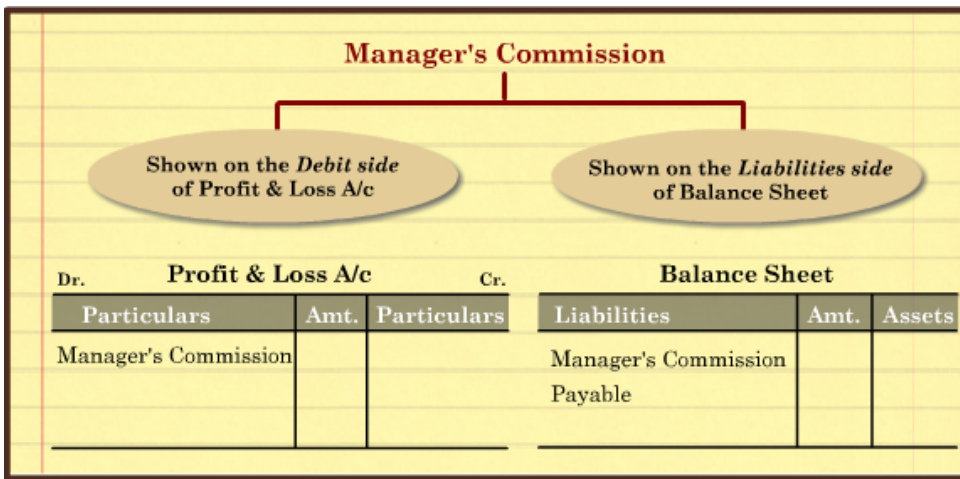 Manager's Commission
Shown on the Debit side
of Profit & Loss A/c
Shown on the Liabilities side
of Balance Sheet
Dr. Profit & Loss A/c Cr.
Particulars Amt. Particulars
Manager's Commission
Balance Sheet
Liabilities Amt. Assets
Manager's Commission
Payable